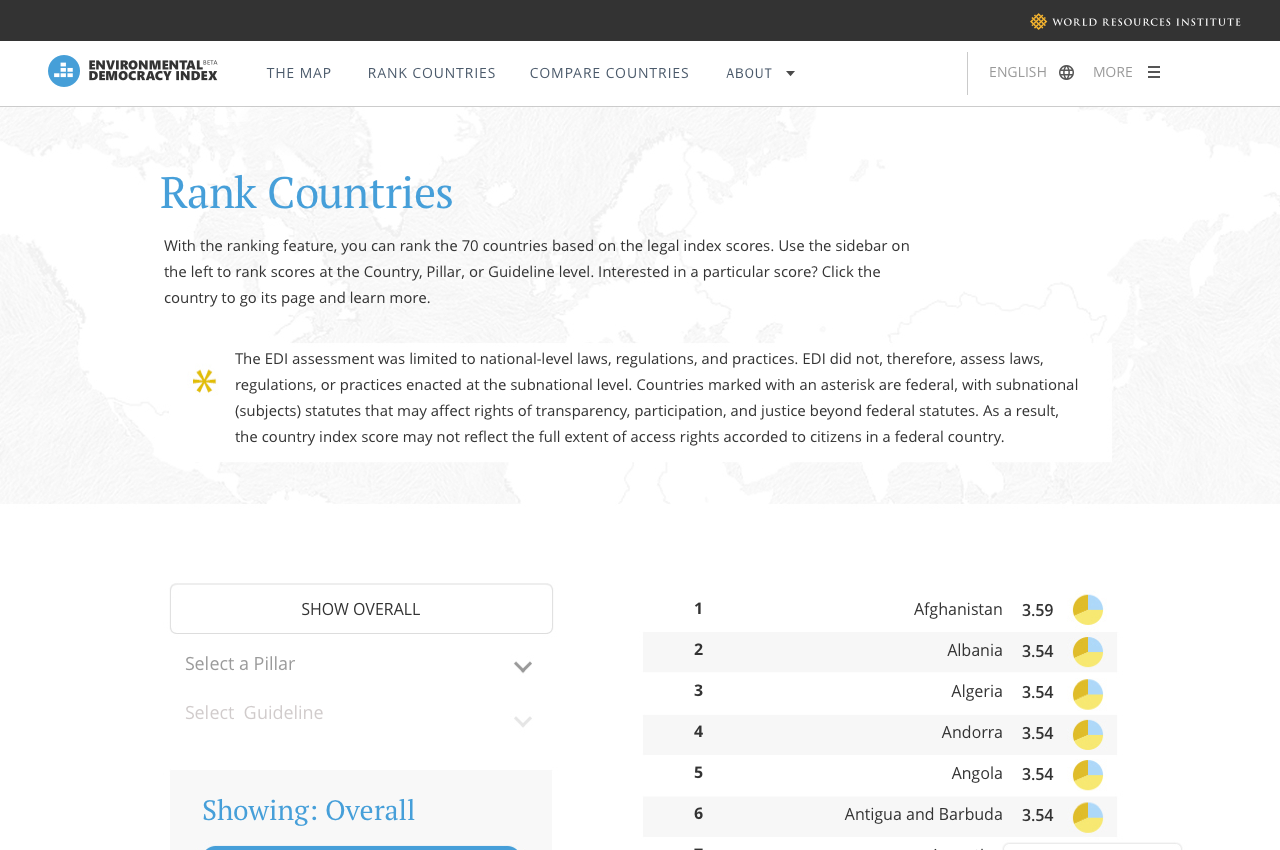 WORLD RESOURCES INSTITUTE
ENVIRONMENTAL BETA
DEMOCRACY INDEX
THE MAP RANK COUNTRIES COMPARE COUNTRIES ABOUT ENGLISH MORE
Rank Countries
With the ranking feature, you can rank the 70 countries based on the legal index scores. Use the sidebar on
the left to rank scores at the Country, Pillar, or Guideline level. Interested in a particular score? Click the
country to go its page and learn more.
The EDI assessment was limited to national-level laws, regulations, and practices. EDI did not, therefore, assess laws,
regulations, or practices enacted at the subnational level. Countries marked with an asterisk are federal, with subnational
(subjects) statutes that may affect rights of transparency, participation, and justice beyond federal statutes. As a result,
the country index score may not reflect the full extent of access rights accorded to citizens in a federal country.
SHOW OVERALL
Select a Pillar
Select Guideline
Showing: Overall
1 Afghanistan 3.59
2 Albania 3.54
3 Algeria 3.54
4 Andorra 3.54
5 Angola 3.54
6 Antigua and Barbuda 3.54